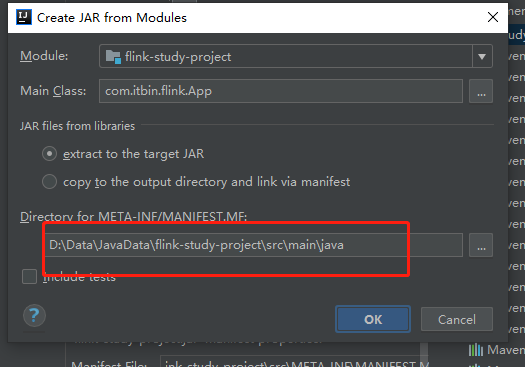 Create JAR from Modules
Module: flink-study-project
Main Class: com.itbin.flink.App ...
JAR files from libraries
extract to the target JAR
copy to the output directory and link via manifest
Directory for META-INF/MANIFEST.MF:
D:\Data\JavaData\flink-study-project\src\main\java ...
Include tests
? OK Cancel
Manifest File: ink-study-project\src\META-INF\MANIFEST.M
Maven